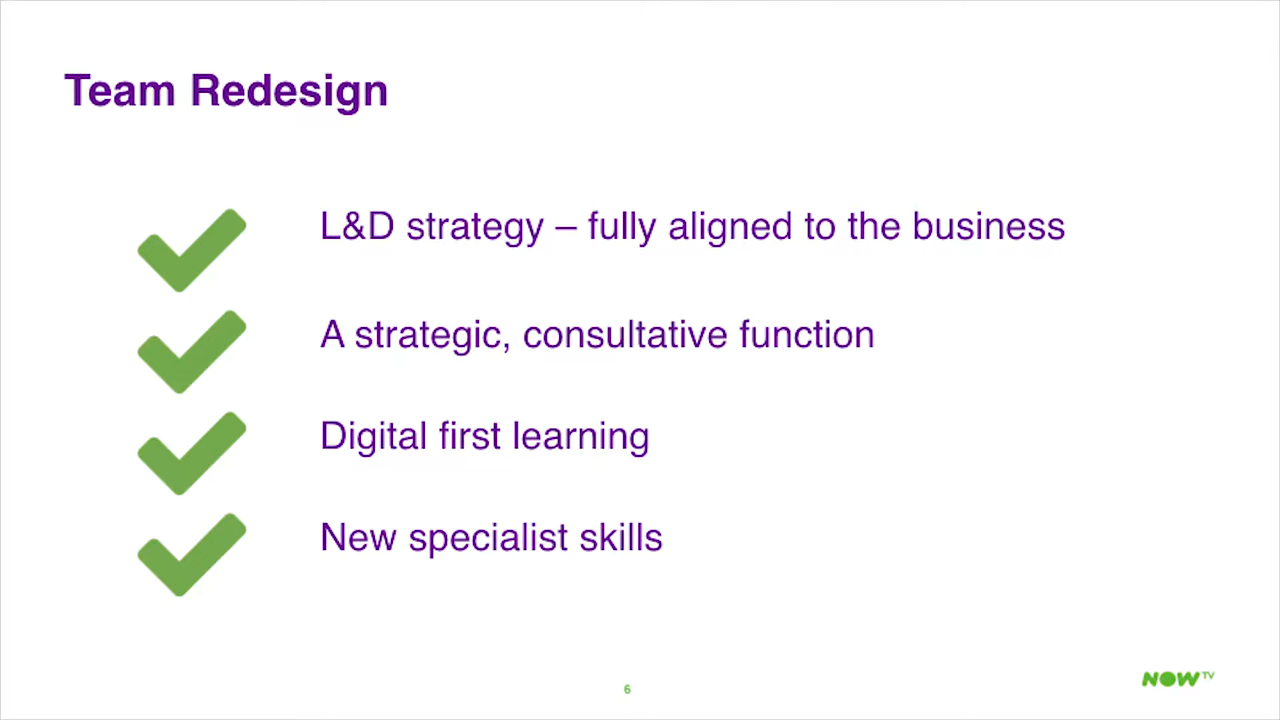 Team Redesign
L&D strategy – fully aligned to the business
A strategic, consultative function
Digital first learning
New specialist skills
6
NOW TV